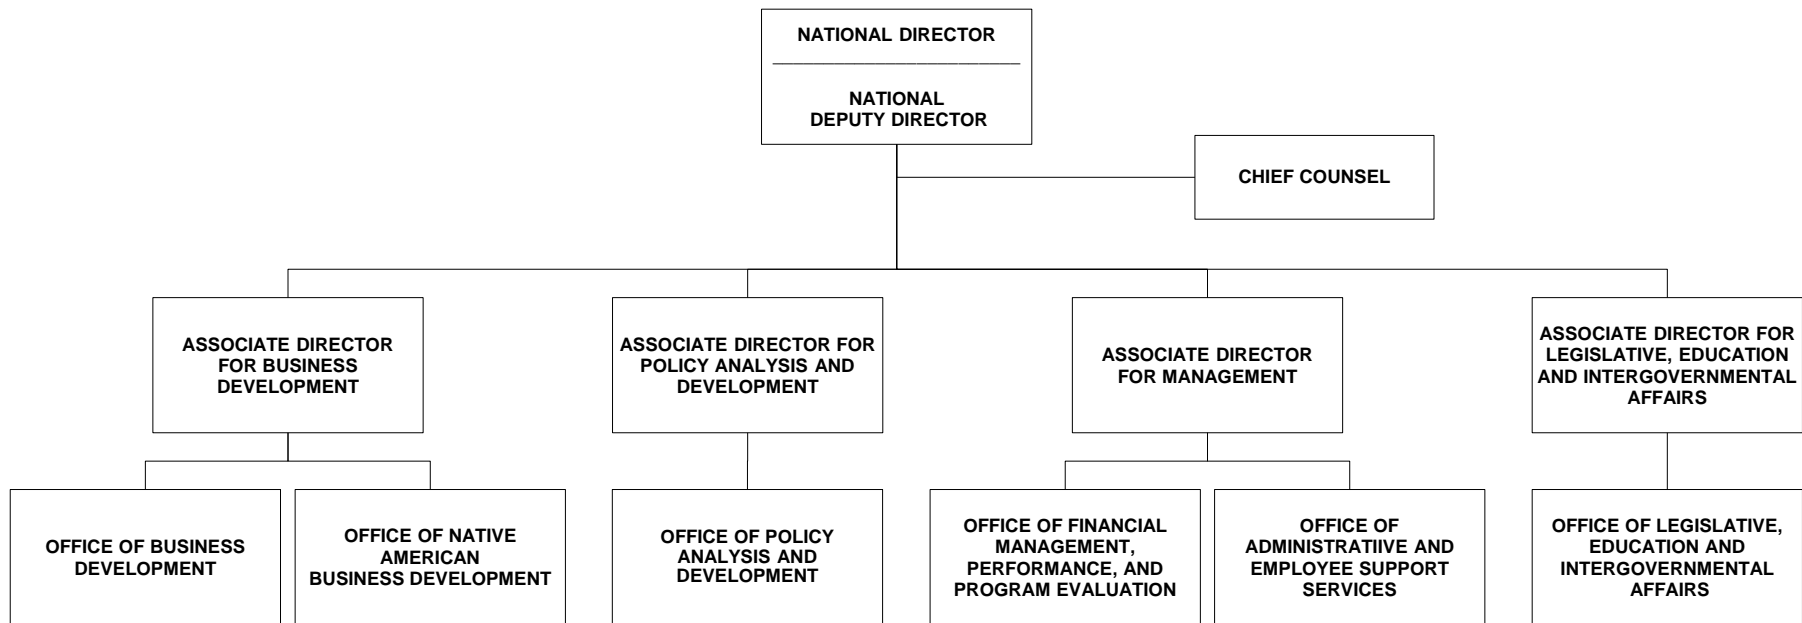 NATIONAL DIRECTOR
NATIONAL
DEPUTY DIRECTOR
CHIEF COUNSEL
ASSOCIATE DIRECTOR
FOR BUSINESS
DEVELOPMENT
ASSOCIATE DIRECTOR FOR
POLICY ANALYSIS AND
DEVELOPMENT
ASSOCIATE DIRECTOR
FOR MANAGEMENT
ASSOCIATE DIRECTOR FOR
LEGISLATIVE, EDUCATION
AND INTERGOVERNMENTAL
AFFAIRS
OFFICE OF BUSINESS
DEVELOPMENT
OFFICE OF NATIVE
AMERICAN
BUSINESS DEVELOPMENT
OFFICE OF POLICY
ANALYSIS AND
DEVELOPMENT
OFFICE OF FINANCIAL
MANAGEMENT,
PERFORMANCE, AND
PROGRAM EVALUATION
OFFICE OF
ADMINISTRATIIVE AND
EMPLOYEE SUPPORT
SERVICES
OFFICE OF LEGISLATIVE,
EDUCATION AND
INTERGOVERNMENTAL
AFFAIRS